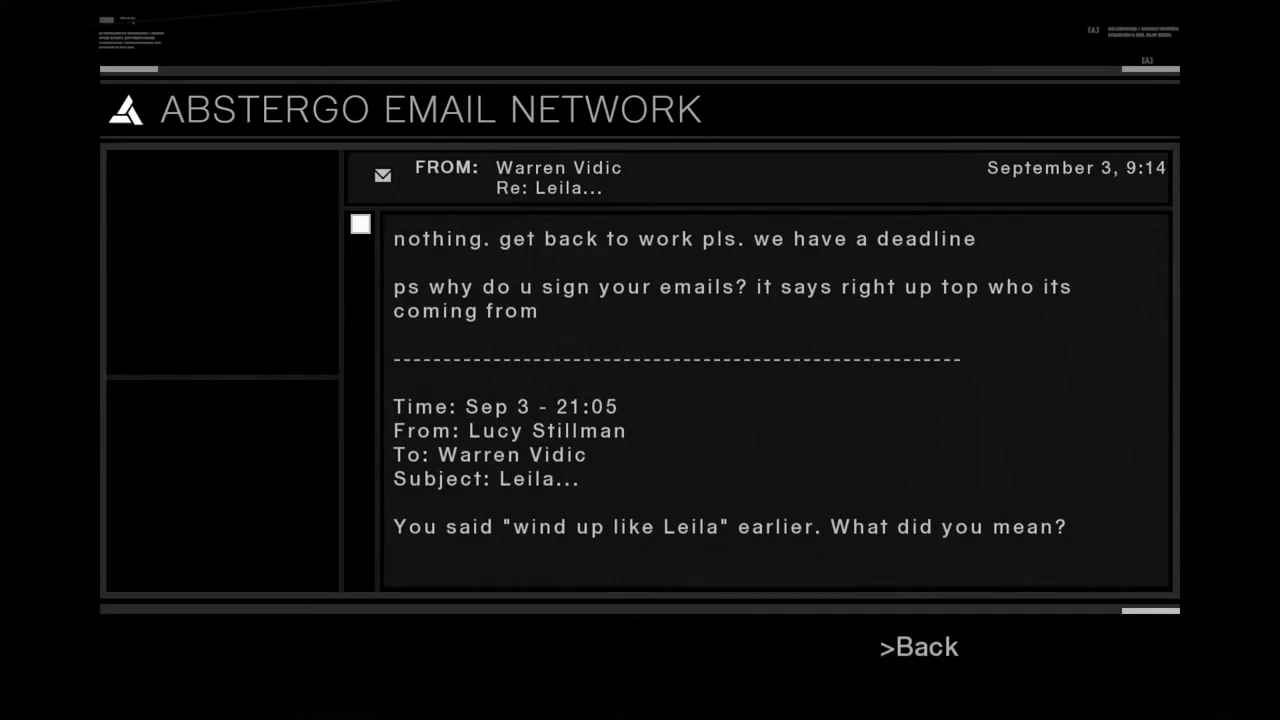 [A]
[A]
ABSTERGO EMAIL NETWORK
FROM: Warren Vidic September 3, 9:14
Re: Leila...
nothing. get back to work pls. we have a deadline
ps why do u sign your emails? it says right up top who its
coming from
---------------------------------------------------------
Time: Sep 3 - 21:05
From: Lucy Stillman
To: Warren Vidic
Subject: Leila...
You said "wind up like Leila" earlier. What did you mean?
>Back